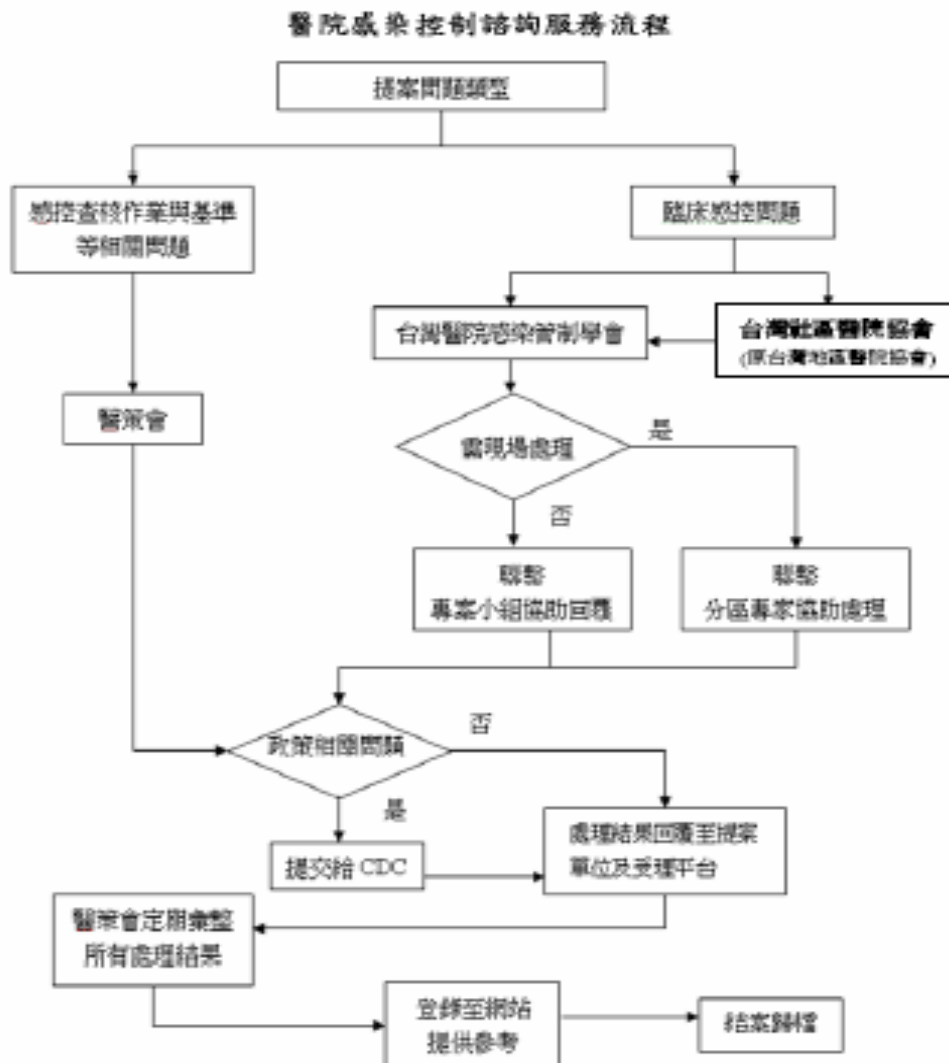 醫院感染控制諮詢服務流程
提案問題類型
感控查核作業與基準
等相關問題
臨床感控問題
台灣醫院感染管制學會
台灣社區醫院協會
(原台灣地區醫院協會)
醫策會
需現場處理
是
否
聯繫
專案小組協助回覆
聯繫
分區專家協助處理
政策相關問題
否
是
提交給 CDC
處理結果回覆至提案
單位及受理平台
醫策會定期彙整
所有處理結果
登錄至網站
提供參考
結案歸檔